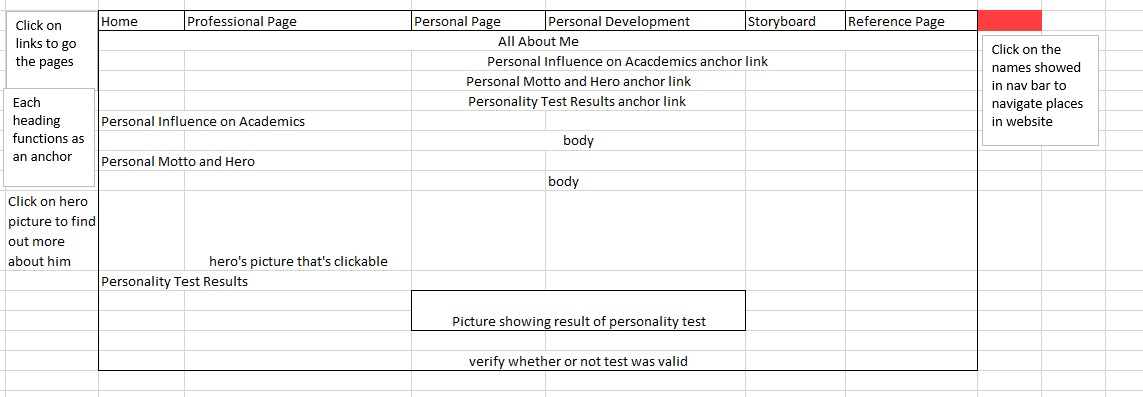 Click on
links to go
the pages
Home Professional Page Personal Page Personal Development Storyboard Reference Page
All About Me
Personal Influence on Acacdemics anchor link
Personal Motto and Hero anchor link
Personality Test Results anchor link
Click on the
names showed
in nav bar to
navigate places
in website
Each
heading
functions as
an anchor
Personal Influence on Academics
body
Personal Motto and Hero
body
Click on hero
picture to find
out more
about him
hero's picture that's clickable
Personality Test Results
Picture showing result of personality test
verify whether or not test was valid